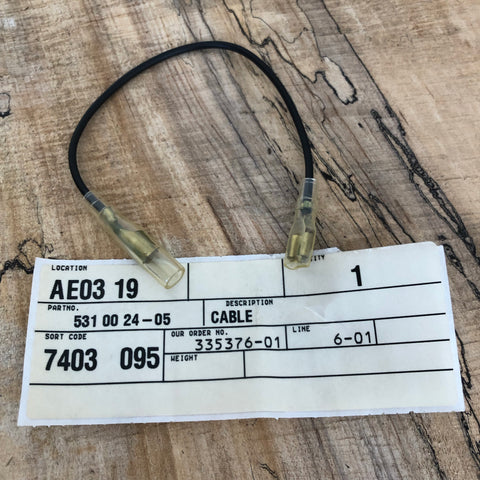 LOCATION
AE03 19
1
PARTNO.
531 00 24-05
DESCRIPTION
CABLE
SORT CODE
7403 095
OUR ORDER NO.
335376-01
LINE
6-01
WEIGHT